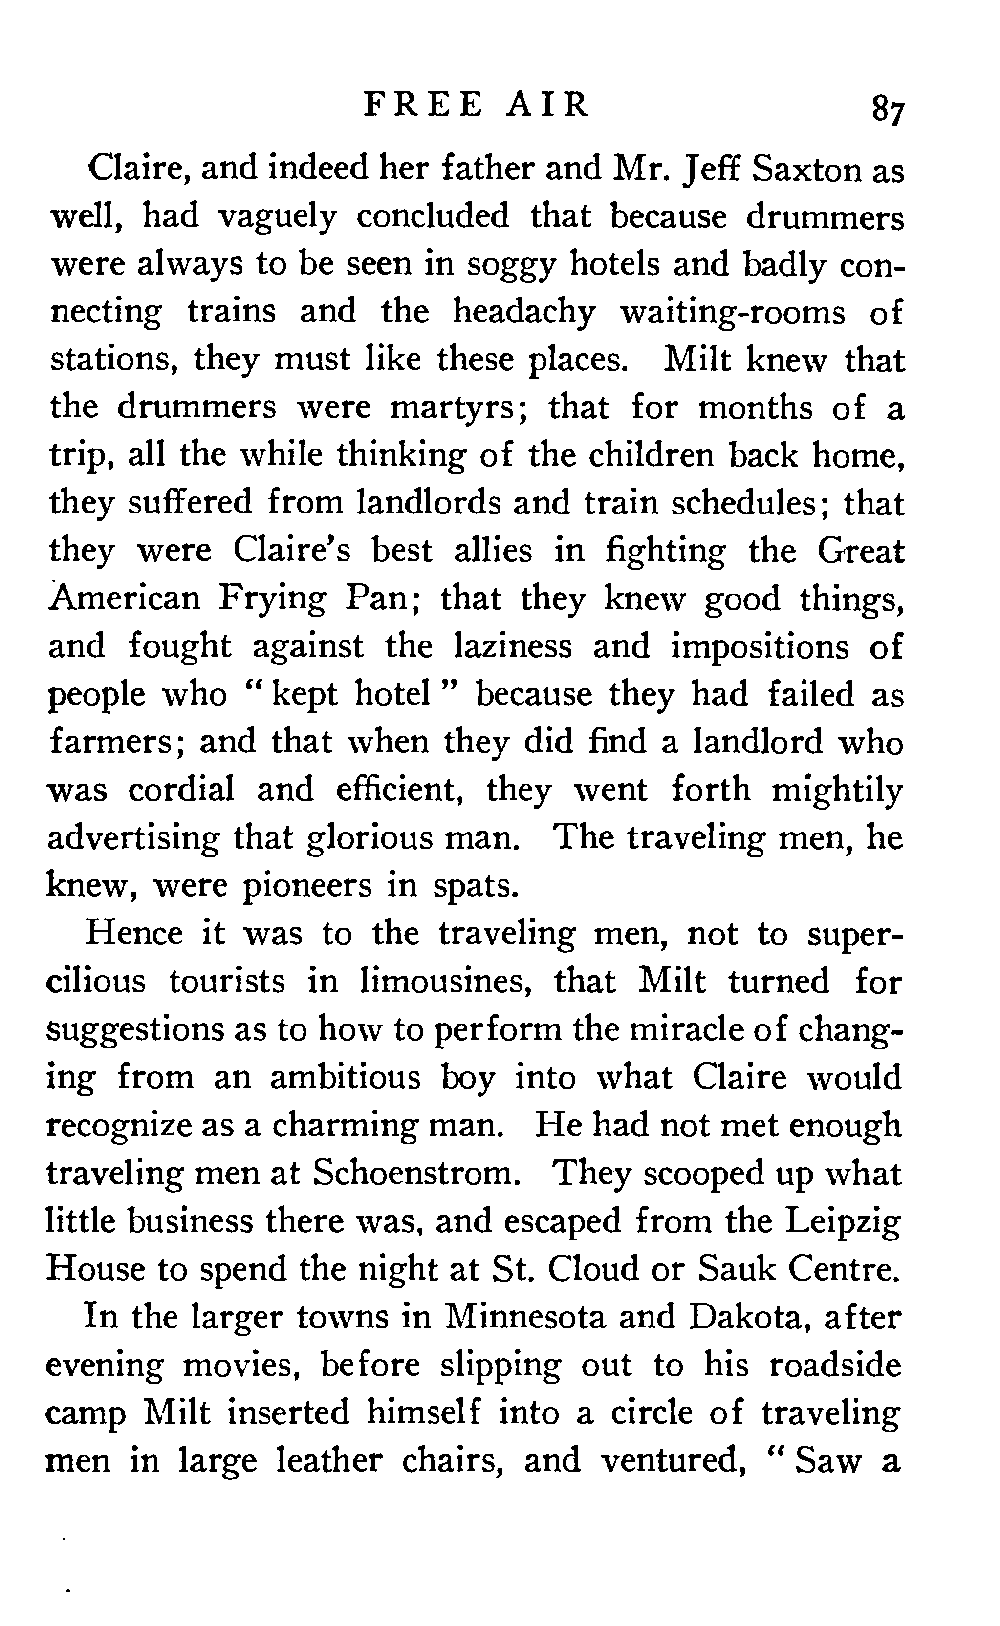 FREE AIR 87
Claire, and indeed her father and Mr. Jeff Saxton as
well, had vaguely concluded that because drummers
were always to be seen in soggy hotels and badly con-
necting trains and the headachy waiting-rooms of
stations, they must like these places. Milt knew that
the drummers were martyrs; that for months of a
trip, all the while thinking of the children back home,
they suffered from landlords and train schedules; that
they were Claire's best allies in fighting the Great
American Frying Pan; that they knew good things,
and fought against the laziness and impositions of
people who " kept hotel " because they had failed as
farmers; and that when they did find a landlord who
was cordial and efficient, they went forth mightily
advertising that glorious man. The traveling men, he
knew, were pioneers in spats.
Hence it was to the traveling men, not to super-
cilious tourists in limousines, that Milt turned for
suggestions as to how to perform the miracle of chang-
ing from an ambitious boy into what Claire would
recognize as a charming man. He had not met enough
traveling men at Schoenstrom. They scooped up what
little business there was, and escaped from the Leipzig
House to spend the night at St. Cloud or Sauk Centre.
In the larger towns in Minnesota and Dakota, after
evening movies, before slipping out to his roadside
camp Milt inserted himself into a circle of traveling
men in large leather chairs, and ventured, " Saw a